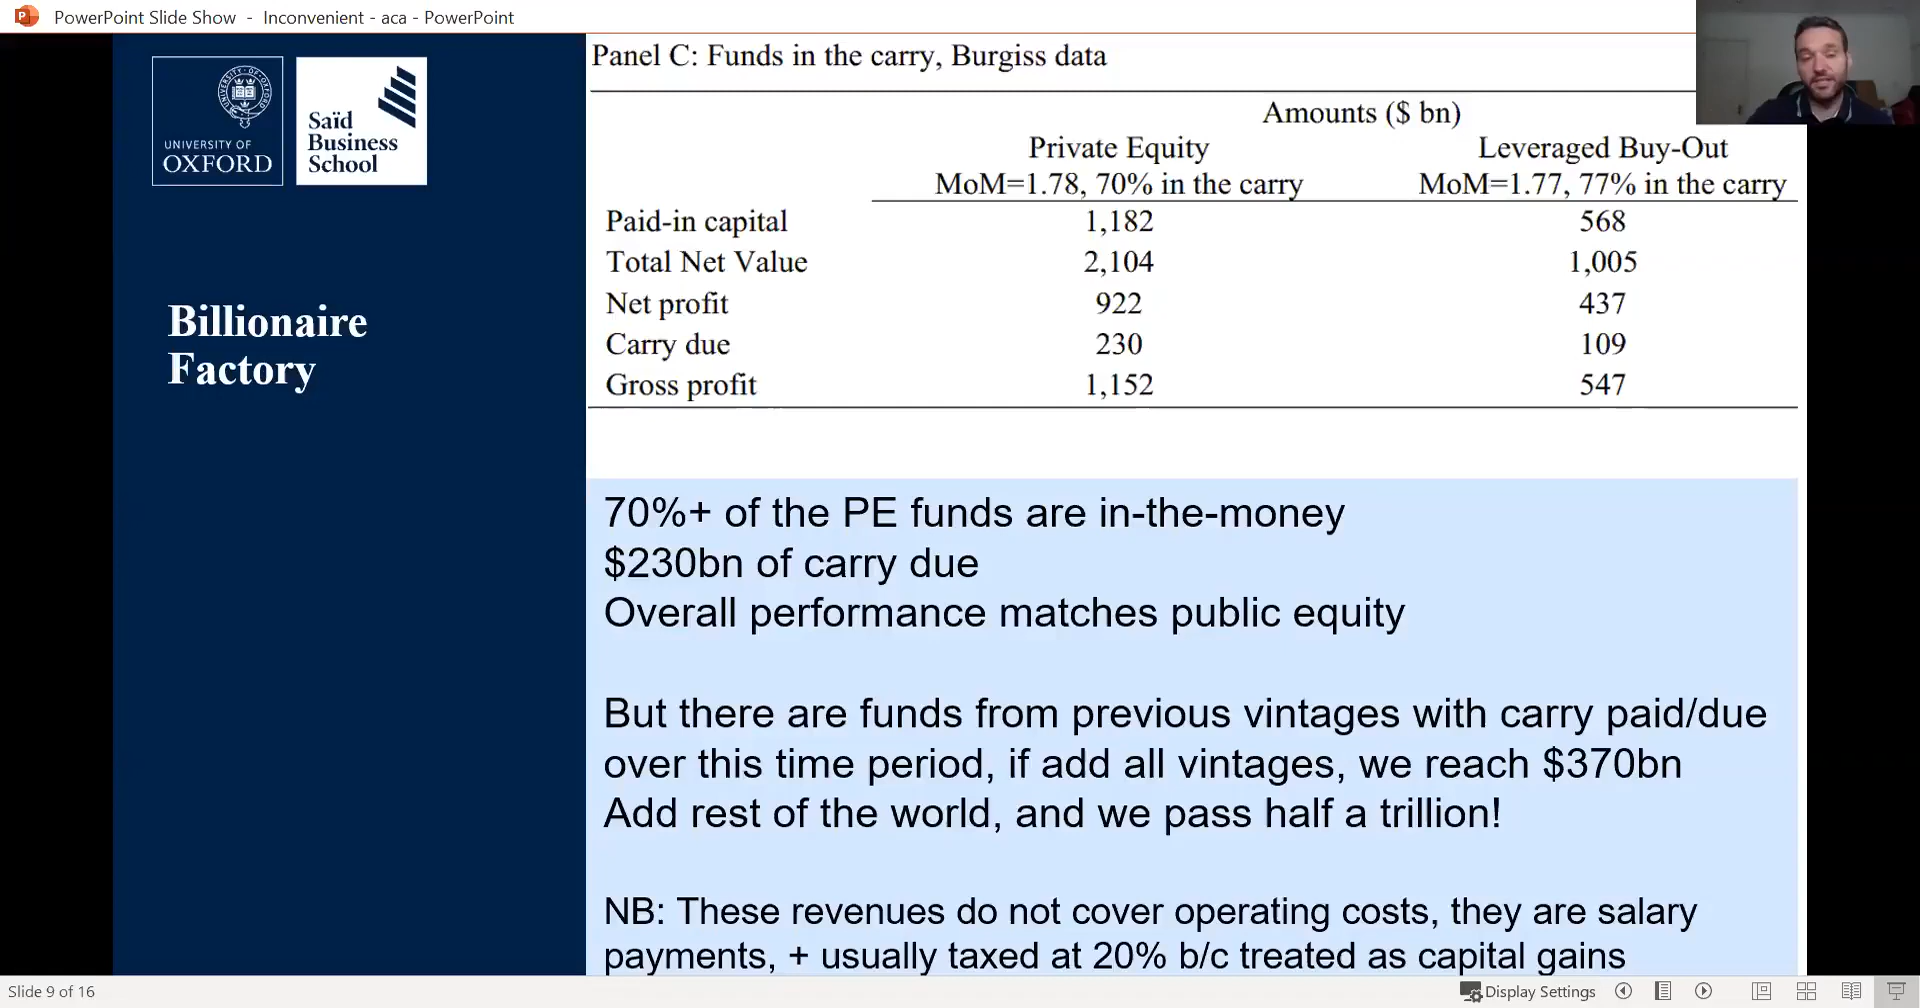 PowerPoint Slide Show - Inconvenient - aca - PowerPoint
UNIVERSITY OF
OXFORD
Saïd
Business
School
Billionaire
Factory
Panel C: Funds in the carry, Burgiss data
Amounts ($ bn)
Private Equity Leveraged Buy-Out
MoM=1.78, 70% in the carry MoM=1.77, 77% in the carry
Paid-in capital 1,182 568
Total Net Value 2,104 1,005
Net profit 922 437
Carry due 230 109
Gross profit 1,152 547
70%+ of the PE funds are in-the-money
$230bn of carry due
Overall performance matches public equity
But there are funds from previous vintages with carry paid/due
over this time period, if add all vintages, we reach $370bn
Add rest of the world, and we pass half a trillion!
NB: These revenues do not cover operating costs, they are salary
payments, + usually taxed at 20% b/c treated as capital gains
Slide 9 of 16
Display Settings